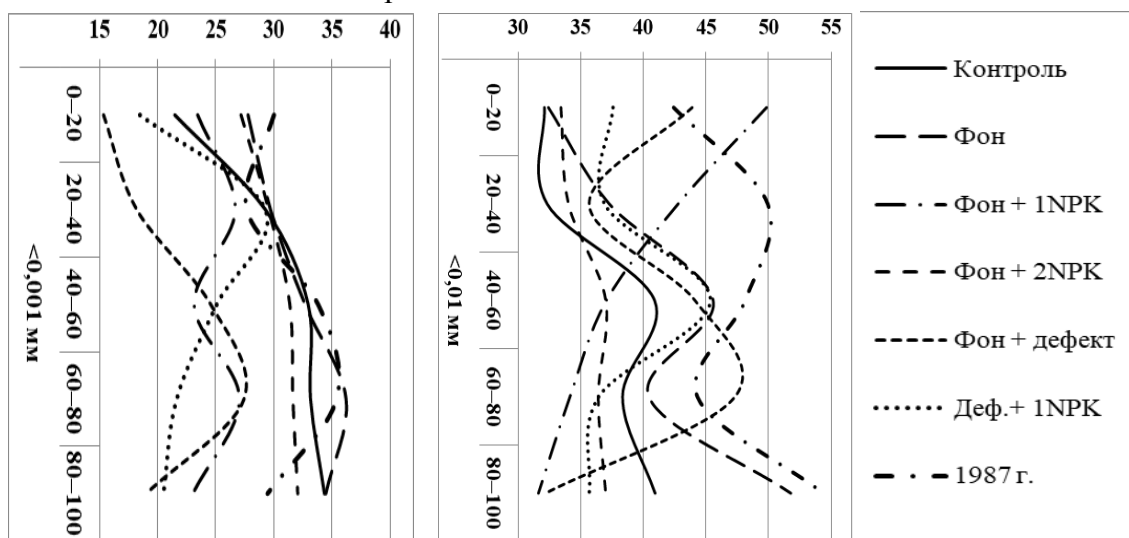 15 20 25 30 35 40
0–20
20–40
40–60
60–80
80–100
<0,001 мм
30 35 40 45 50 55
0–20
20–40
40–60
60–80
80–100
<0,01 мм
Контроль
Фон
Фон + 1NPK
Фон + 2NPK
Фон + дефект
Деф.+ 1NPK
1987 г.